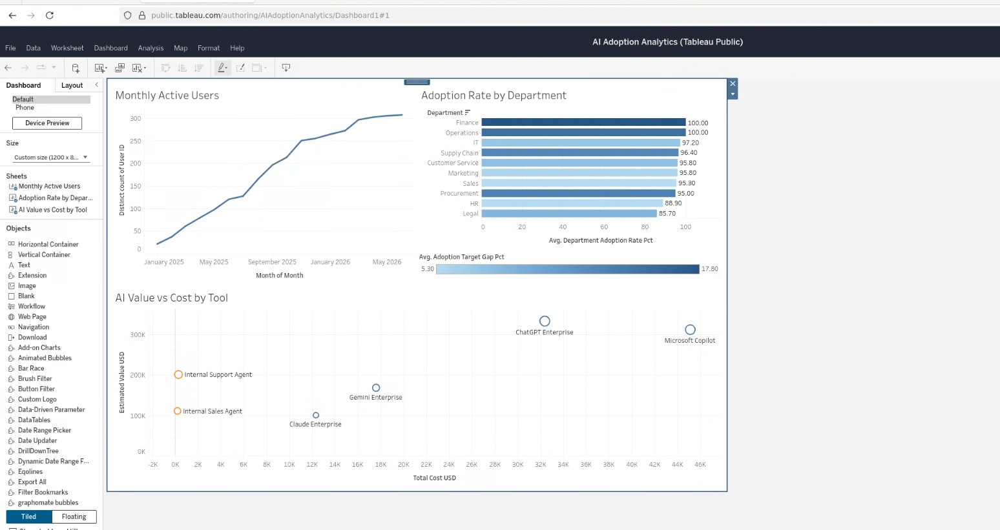 public.tableau.com/authoring/AIAdoptionAnalytics/Dashboard1#1
AI Adoption Analytics (Tableau Public)
File Data Worksheet Dashboard Analysis Map Format Help
Dashboard Layout
Default
Phone
Device Preview
Size
Custom size (1200 x 8...
Sheets
Monthly Active Users
Adoption Rate by Depar...
AI Value vs Cost by Tool
Objects
Horizontal Container
Vertical Container
Text
Extension
Image
Blank
Workflow
Web Page
Navigation
Download
Add-on Charts
Animated Bubbles
Bar Race
Brush Filter
Button Filter
Custom Logo
Data-Driven Parameter
DataTables
Date Range Picker
Date Updater
DrillDownTree
Dynamic Date Range F...
Eqolines
Export All
Filter Bookmarks
graphomate bubbles
Tiled Floating
Monthly Active Users
Distinct count of User ID
300
250
200
150
100
50
0
January 2025 May 2025 September 2025 January 2026 May 2026
Month of Month
Adoption Rate by Department
Department
Finance 100.00
Operations 100.00
IT 97.20
Supply Chain 96.40
Customer Service 95.80
Marketing 95.80
Sales 95.30
Procurement 95.00
HR 88.90
Legal 85.70
0 20 40 60 80 100
Avg. Department Adoption Rate Pct
Avg. Adoption Target Gap Pct
5.30 17.80
AI Value vs Cost by Tool
Estimated Value USD
300K
200K
100K
0K
ChatGPT Enterprise
Microsoft Copilot
Internal Support Agent
Gemini Enterprise
Internal Sales Agent
Claude Enterprise
-2K 0K 2K 4K 6K 8K 10K 12K 14K 16K 18K 20K 22K 24K 26K 28K 30K 32K 34K 36K 38K 40K 42K 44K 46K
Total Cost USD